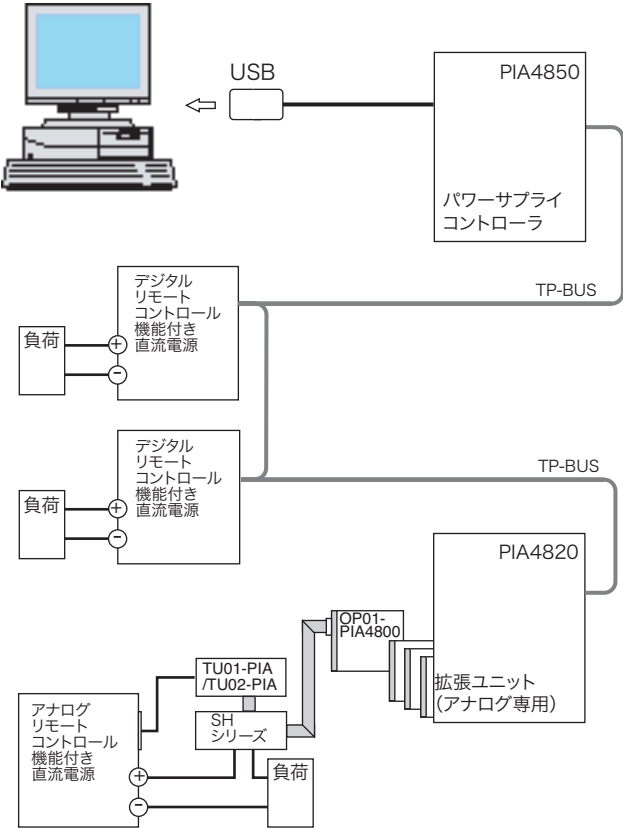 USB
PIA4850
パワーサプライ
コントローラ
TP-BUS
デジタル
リモート
コントロール
機能付き
直流電源
負荷
+
-
デジタル
リモート
コントロール
機能付き
直流電源
負荷
+
-
TP-BUS
PIA4820
拡張ユニット
(アナログ専用)
OP01-
PIA4800
TU01-PIA
/TU02-PIA
SH
シリーズ
アナログ
リモート
コントロール
機能付き
直流電源
+
-
負荷